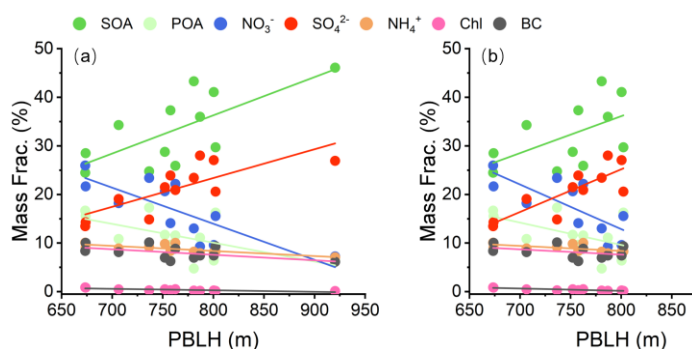 SOA POA NO₃⁻ SO₄²⁻ NH₄⁺ Chl BC
(a) (b)
50 50
40 40
30 30
20 20
10 10
0 0
Mass Frac. (%) Mass Frac. (%)
650 700 750 800 850 900 950 650 700 750 800 850
PBLH (m) PBLH (m)